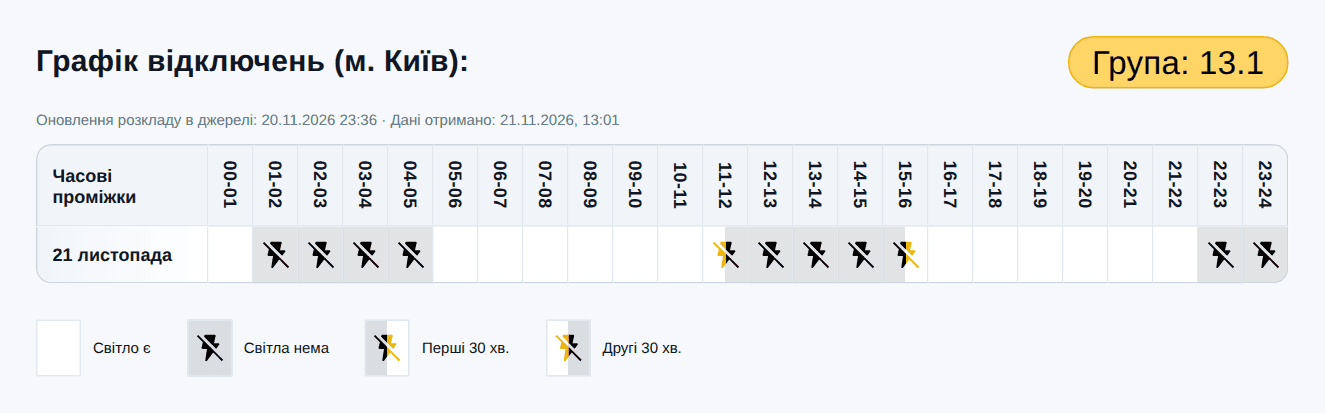 Графік відключень (м. Київ):
Група: 13.1
Оновлення розкладу в джерелі: 20.11.2026 23:36 · Дані отримано: 21.11.2026, 13:01
Часові
проміжки
00-01
01-02
02-03
03-04
04-05
05-06
06-07
07-08
08-09
09-10
10-11
11-12
12-13
13-14
14-15
15-16
16-17
17-18
18-19
19-20
20-21
21-22
22-23
23-24
21 листопада
Світло є
Світла нема
Перші 30 хв.
Другі 30 хв.